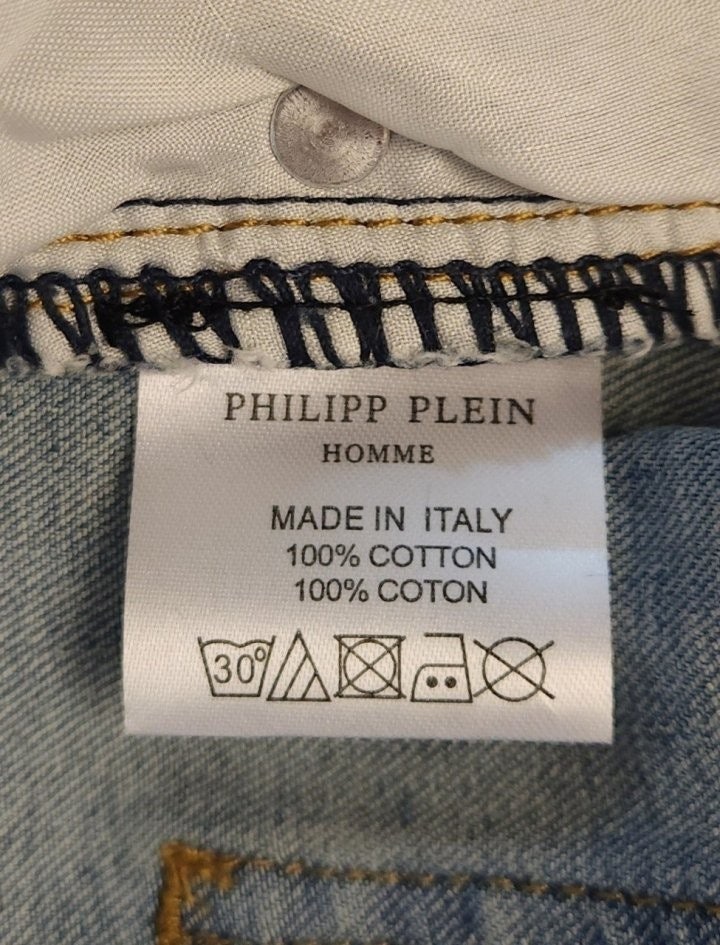 PHILIPP PLEIN
HOMME
MADE IN ITALY
100% COTTON
100% COTON
30°